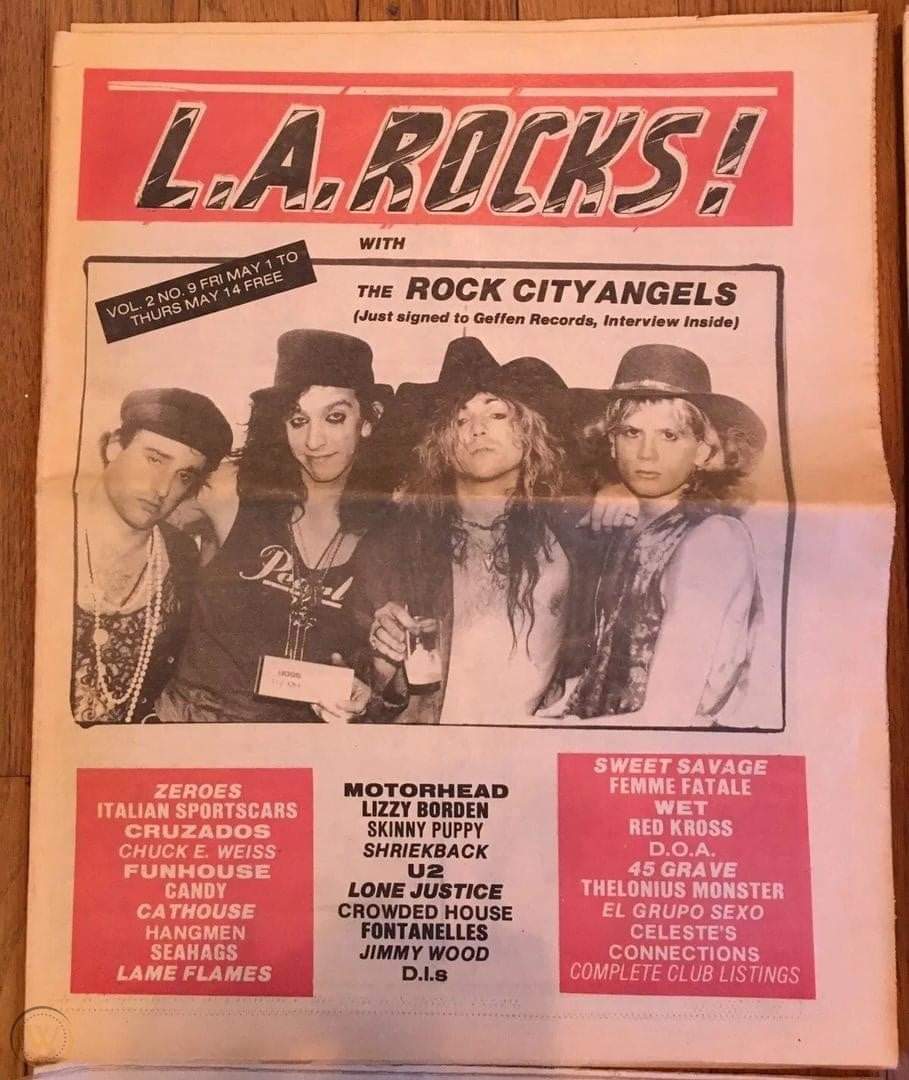 L.A. ROCKS!
WITH
VOL. 2 NO. 9 FRI MAY 1 TO
THURS MAY 14 FREE
THE ROCK CITY ANGELS
(Just signed to Geffen Records, Interview Inside)
ZEROES
ITALIAN SPORTSCARS
CRUZADOS
CHUCK E. WEISS
FUNHOUSE
CANDY
CATHOUSE
HANGMEN
SEAHAGS
LAME FLAMES
MOTORHEAD
LIZZY BORDEN
SKINNY PUPPY
SHRIEKBACK
U2
LONE JUSTICE
CROWDED HOUSE
FONTANELLES
JIMMY WOOD
D.I.s
SWEET SAVAGE
FEMME FATALE
WET
RED KROSS
D.O.A.
45 GRAVE
THELONIUS MONSTER
EL GRUPO SEXO
CELESTE'S
CONNECTIONS
COMPLETE CLUB LISTINGS
W